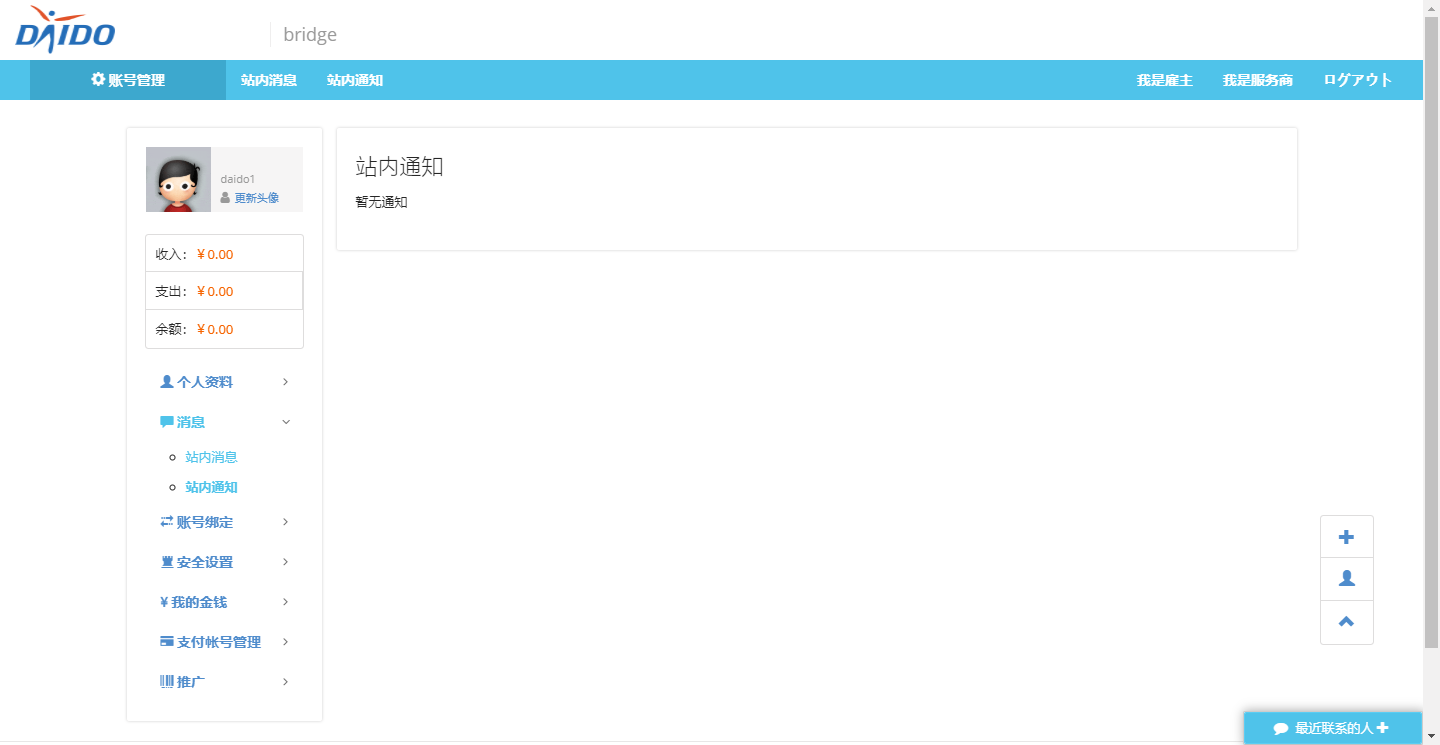 DAIDO
bridge
账号管理 站内消息 站内通知 我是雇主 我是服务商 ログアウト
daido1
更新头像
收入: ¥ 0.00
支出: ¥ 0.00
余额: ¥ 0.00
个人资料
消息
站内消息
站内通知
账号绑定
安全设置
¥ 我的金钱
支付帐号管理
推广
站内通知
暂无通知
最近联系的人